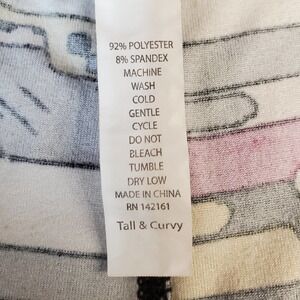 92% POLYESTER
8% SPANDEX
MACHINE
WASH
COLD
GENTLE
CYCLE
DO NOT
BLEACH
TUMBLE
DRY LOW
MADE IN CHINA
RN 142161
Tall & Curvy